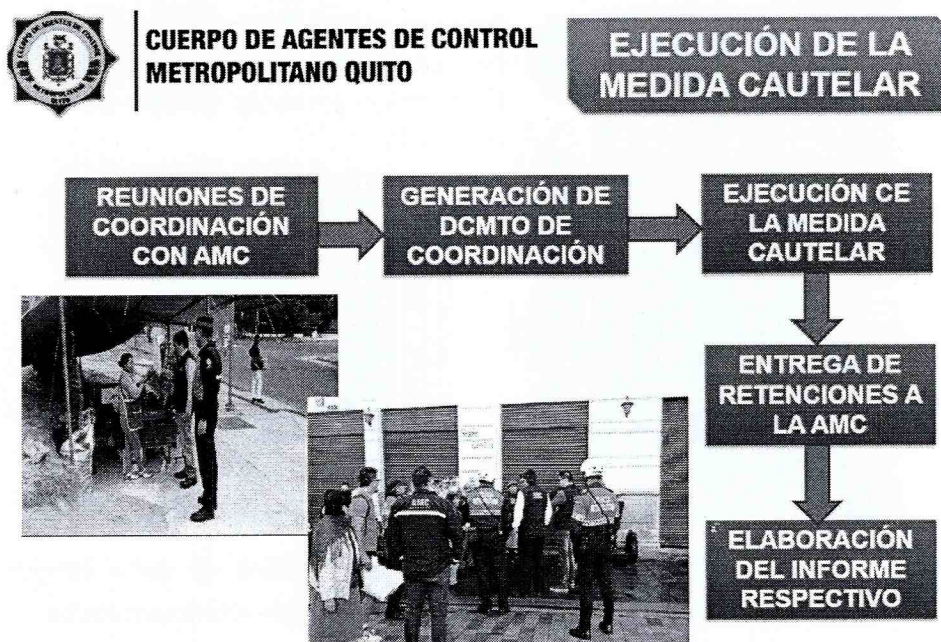 CUERPO DE AGENTES DE CONTROL
METROPOLITANO QUITO
EJECUCIÓN DE LA
MEDIDA CAUTELAR
REUNIONES DE
COORDINACIÓN
CON AMC
GENERACIÓN DE
DCMTO DE
COORDINACIÓN
EJECUCIÓN CE
LA MEDIDA
CAUTELAR
ENTREGA DE
RETENCIONES A
LA AMC
ELABORACIÓN
DEL INFORME
RESPECTIVO